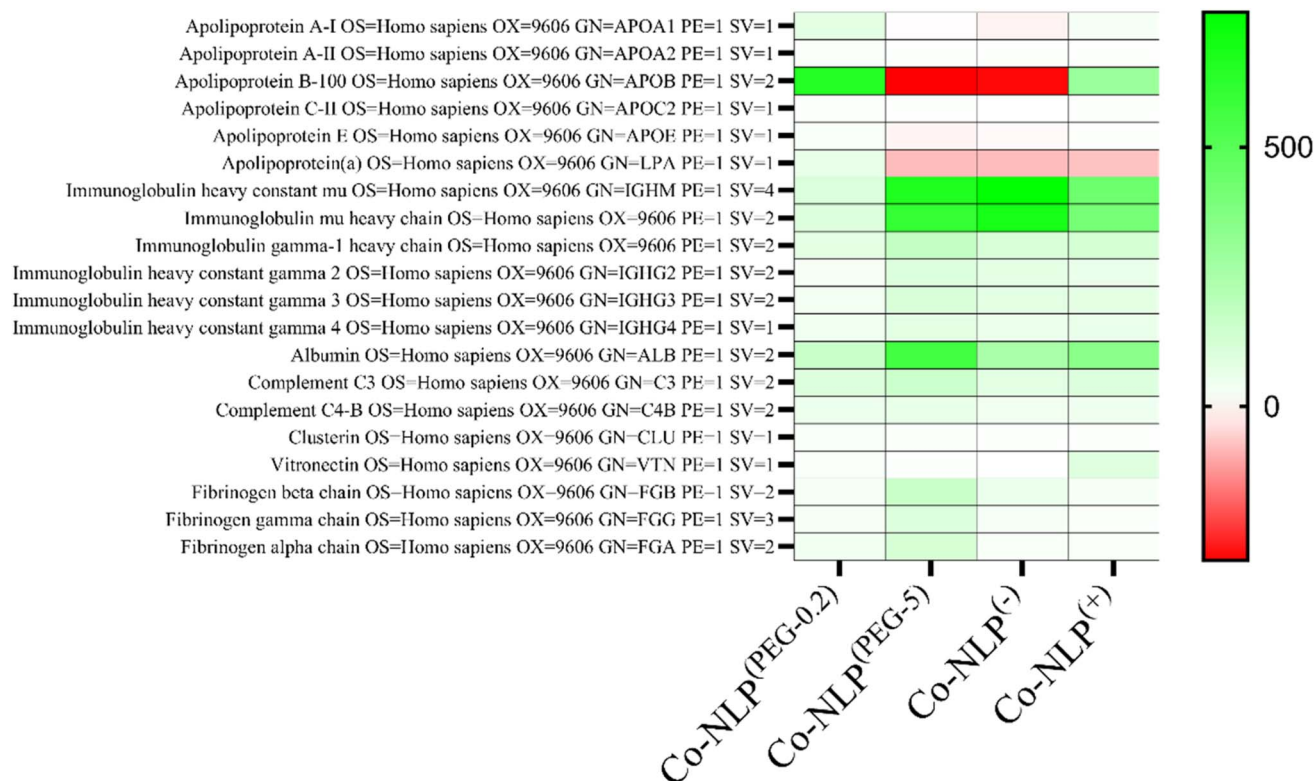 Apolipoprotein A-I OS=Homo sapiens OX=9606 GN=APOA1 PE=1 SV=1
Apolipoprotein A-II OS=Homo sapiens OX=9606 GN=APOA2 PE=1 SV=1
Apolipoprotein B-100 OS=Homo sapiens OX=9606 GN=APOB PE=1 SV=2
Apolipoprotein C-II OS=Homo sapiens OX=9606 GN=APOC2 PE=1 SV=1
Apolipoprotein E OS=Homo sapiens OX=9606 GN=APOE PE=1 SV=1
Apolipoprotein(a) OS=Homo sapiens OX=9606 GN=LPA PE=1 SV=1
Immunoglobulin heavy constant mu OS=Homo sapiens OX=9606 GN=IGHM PE=1 SV=4
Immunoglobulin mu heavy chain OS=Homo sapiens OX=9606 PE=1 SV=2
Immunoglobulin gamma-1 heavy chain OS=Homo sapiens OX=9606 PE=1 SV=2
Immunoglobulin heavy constant gamma 2 OS=Homo sapiens OX=9606 GN=IGHG2 PE=1 SV=2
Immunoglobulin heavy constant gamma 3 OS=Homo sapiens OX=9606 GN=IGHG3 PE=1 SV=2
Immunoglobulin heavy constant gamma 4 OS=Homo sapiens OX=9606 GN=IGHG4 PE=1 SV=1
Albumin OS=Homo sapiens OX=9606 GN=ALB PE=1 SV=2
Complement C3 OS=Homo sapiens OX=9606 GN=C3 PE=1 SV=2
Complement C4-B OS=Homo sapiens OX=9606 GN=C4B PE=1 SV=2
Clusterin OS=Homo sapiens OX=9606 GN=CLU PE=1 SV=1
Vitronectin OS=Homo sapiens OX=9606 GN=VTN PE=1 SV=1
Fibrinogen beta chain OS=Homo sapiens OX=9606 GN=FGB PE=1 SV=2
Fibrinogen gamma chain OS=Homo sapiens OX=9606 GN=FGG PE=1 SV=3
Fibrinogen alpha chain OS=Homo sapiens OX=9606 GN=FGA PE=1 SV=2
Co-NLP(PEG-0.2)
Co-NLP(PEG-5)
Co-NLP(-)
Co-NLP(+)
500
0